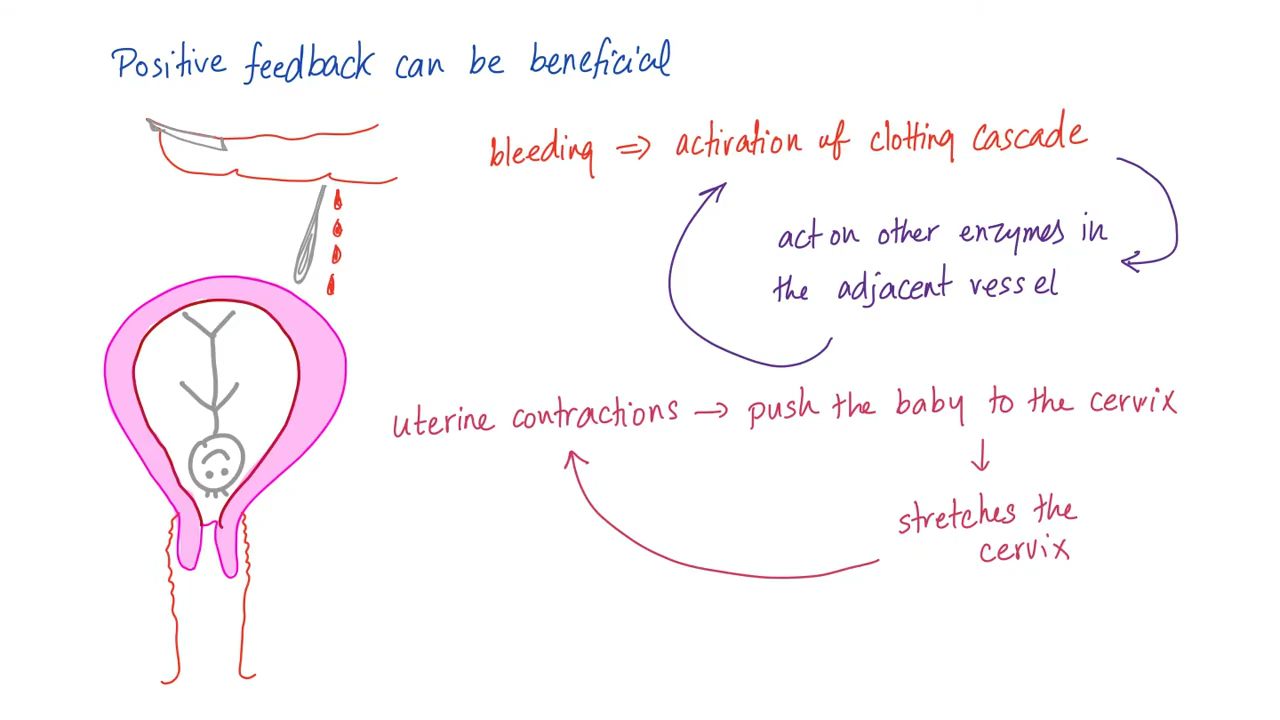 Positive feedback can be beneficial
bleeding ⇒ activation of clotting cascade
act on other enzymes in
the adjacent vessel
uterine contractions → push the baby to the cervix
↓
stretches the
cervix